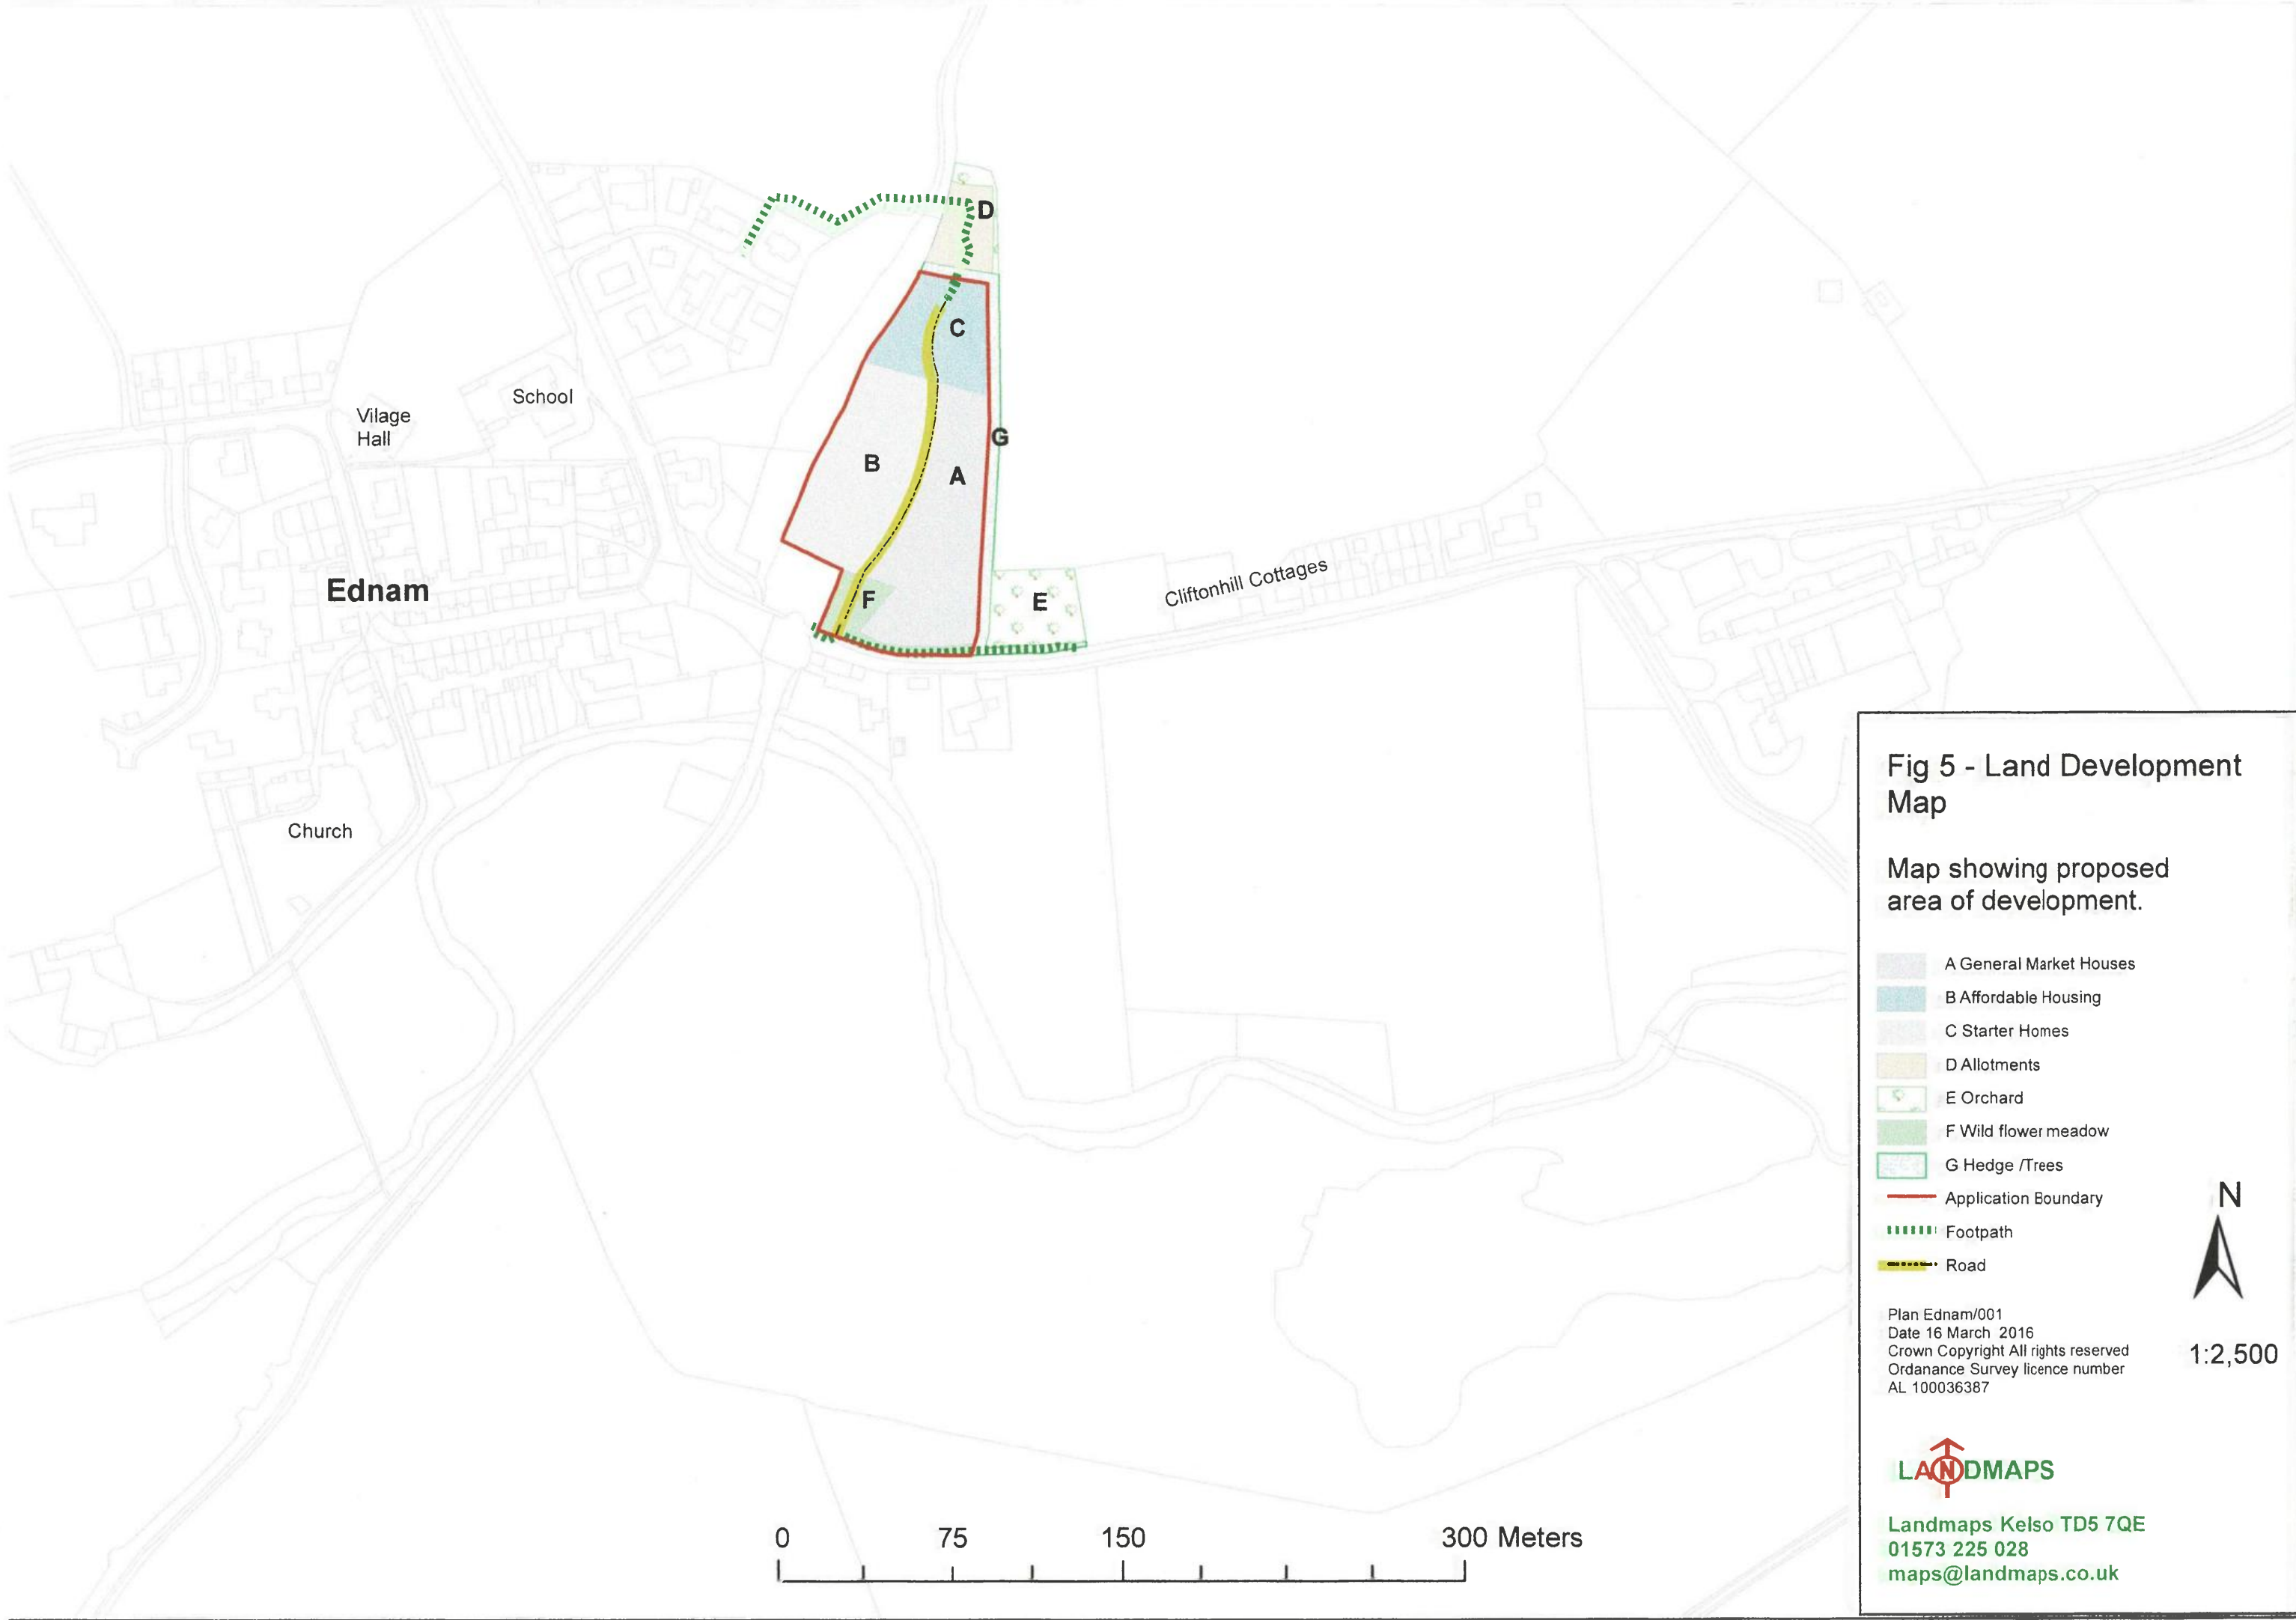 D
C
School
Vilage
Hall
G
B
A
Cliftonhill Cottages
Ednam
F
E
Church
Fig 5 - Land Development
Map
Map showing proposed
area of development.
A General Market Houses
B Affordable Housing
C Starter Homes
D Allotments
E Orchard
F Wild flower meadow
G Hedge /Trees
Application Boundary
Footpath
Road
N
1:2,500
Plan Ednam/001
Date 16 March 2016
Crown Copyright All rights reserved
Ordanance Survey licence number
AL 100036387
LANDMAPS
Landmaps Kelso TD5 7QE
01573 225 028
maps@landmaps.co.uk
0 75 150 300 Meters